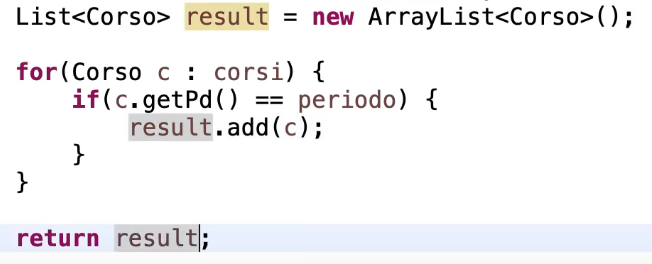 List<Corso> result = new ArrayList<Corso>();
for(Corso c : corsi) {
if(c.getPd() == periodo) {
result.add(c);
}
}
return result;